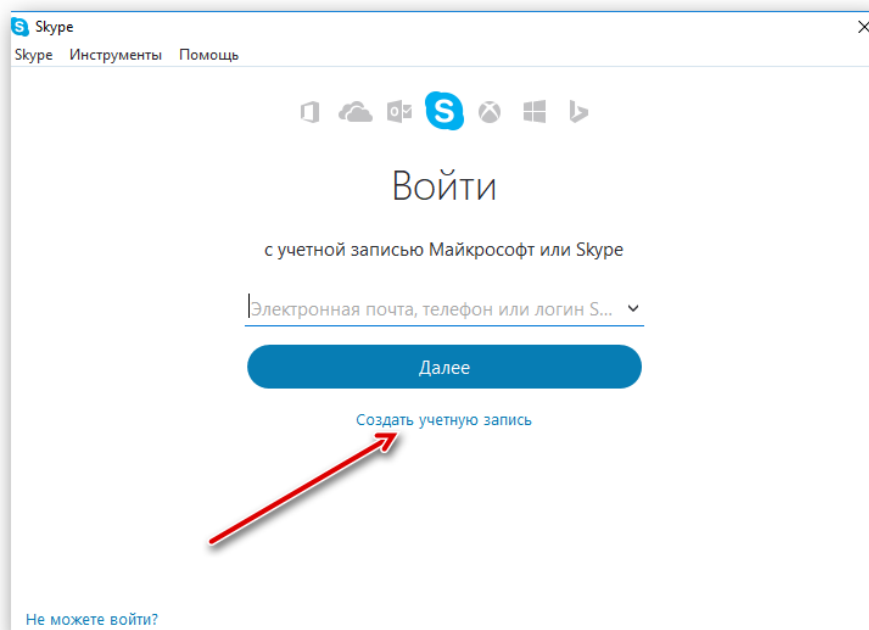 Skype
Skype Инструменты Помощь
Войти
с учетной записью Майкрософт или Skype
Электронная почта, телефон или логин S...
Далее
Создать учетную запись
Не можете войти?